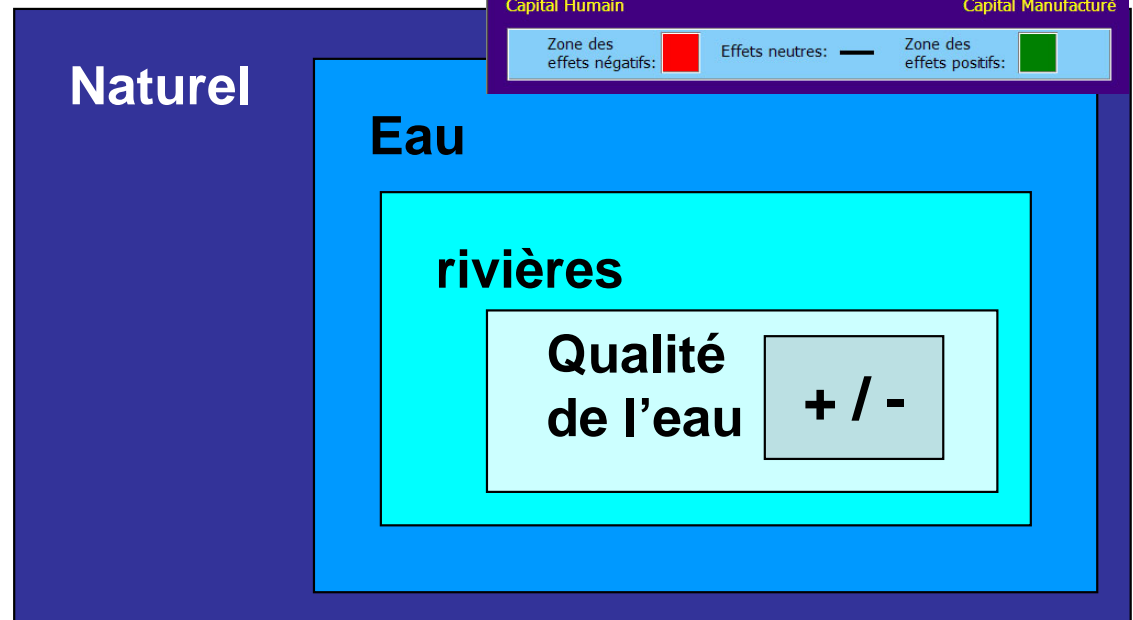 Capital Humain Capital Manufacturé
Zone des
effets négatifs:
Effets neutres:
Zone des
effets positifs:
Naturel
Eau
rivières
Qualité
de l’eau
+ / -